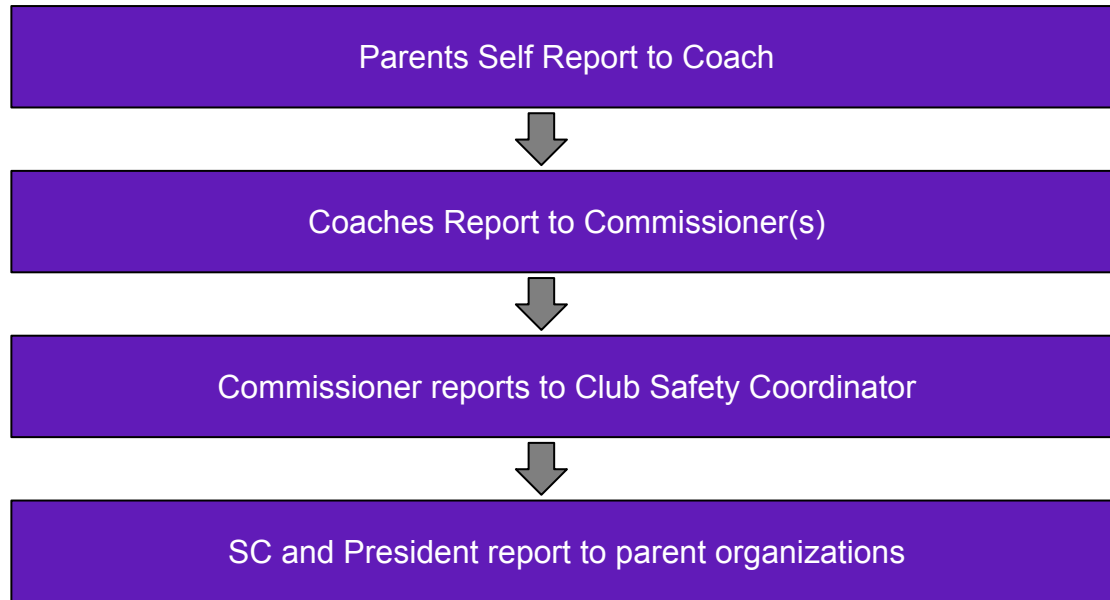 Parents Self Report to Coach
Coaches Report to Commissioner(s)
Commissioner reports to Club Safety Coordinator
SC and President report to parent organizations